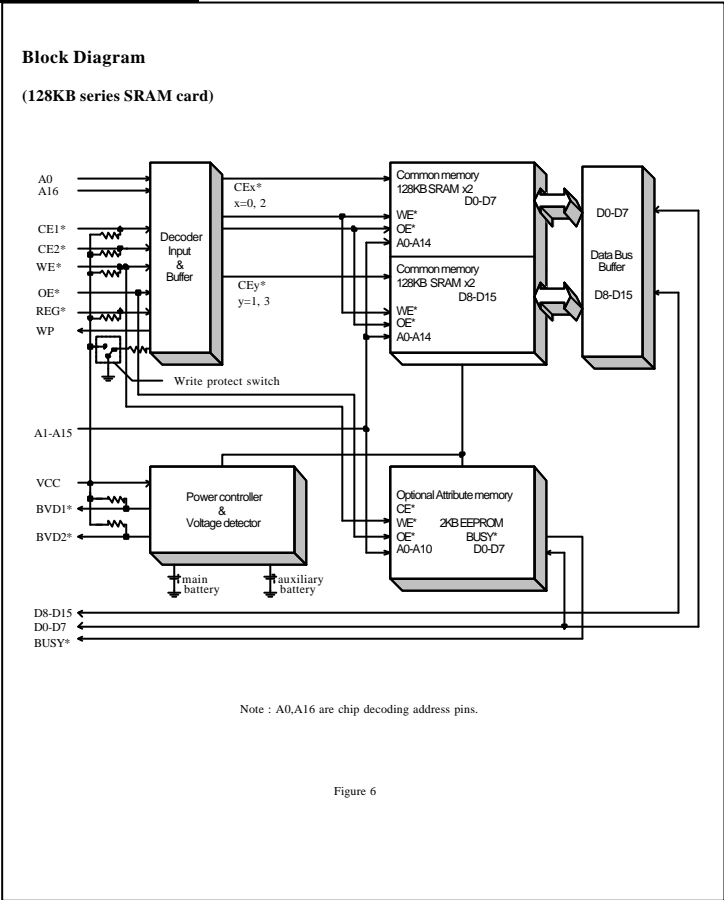 Block Diagram
(128KB series SRAM card)
A0
A16
CE1*
CE2*
WE*
OE*
REG*
WP
Decoder
Input
&
Buffer
CEx*
x=0, 2
CEy*
y=1, 3
Common memory
128KB SRAM x2
D0-D7
WE*
OE*
A0-A14
Common memory
128KB SRAM x2
D8-D15
WE*
OE*
A0-A14
D0-D7
Data Bus
Buffer
D8-D15
Write protect switch
A1-A15
VCC
BVD1*
BVD2*
Power controller
&
Voltage detector
main
battery
auxiliary
battery
Optional Attribute memory
CE*
WE* 2KB EEPROM
OE* BUSY*
A0-A10 D0-D7
D8-D15
D0-D7
BUSY*
Note : A0,A16 are chip decoding address pins.
Figure 6